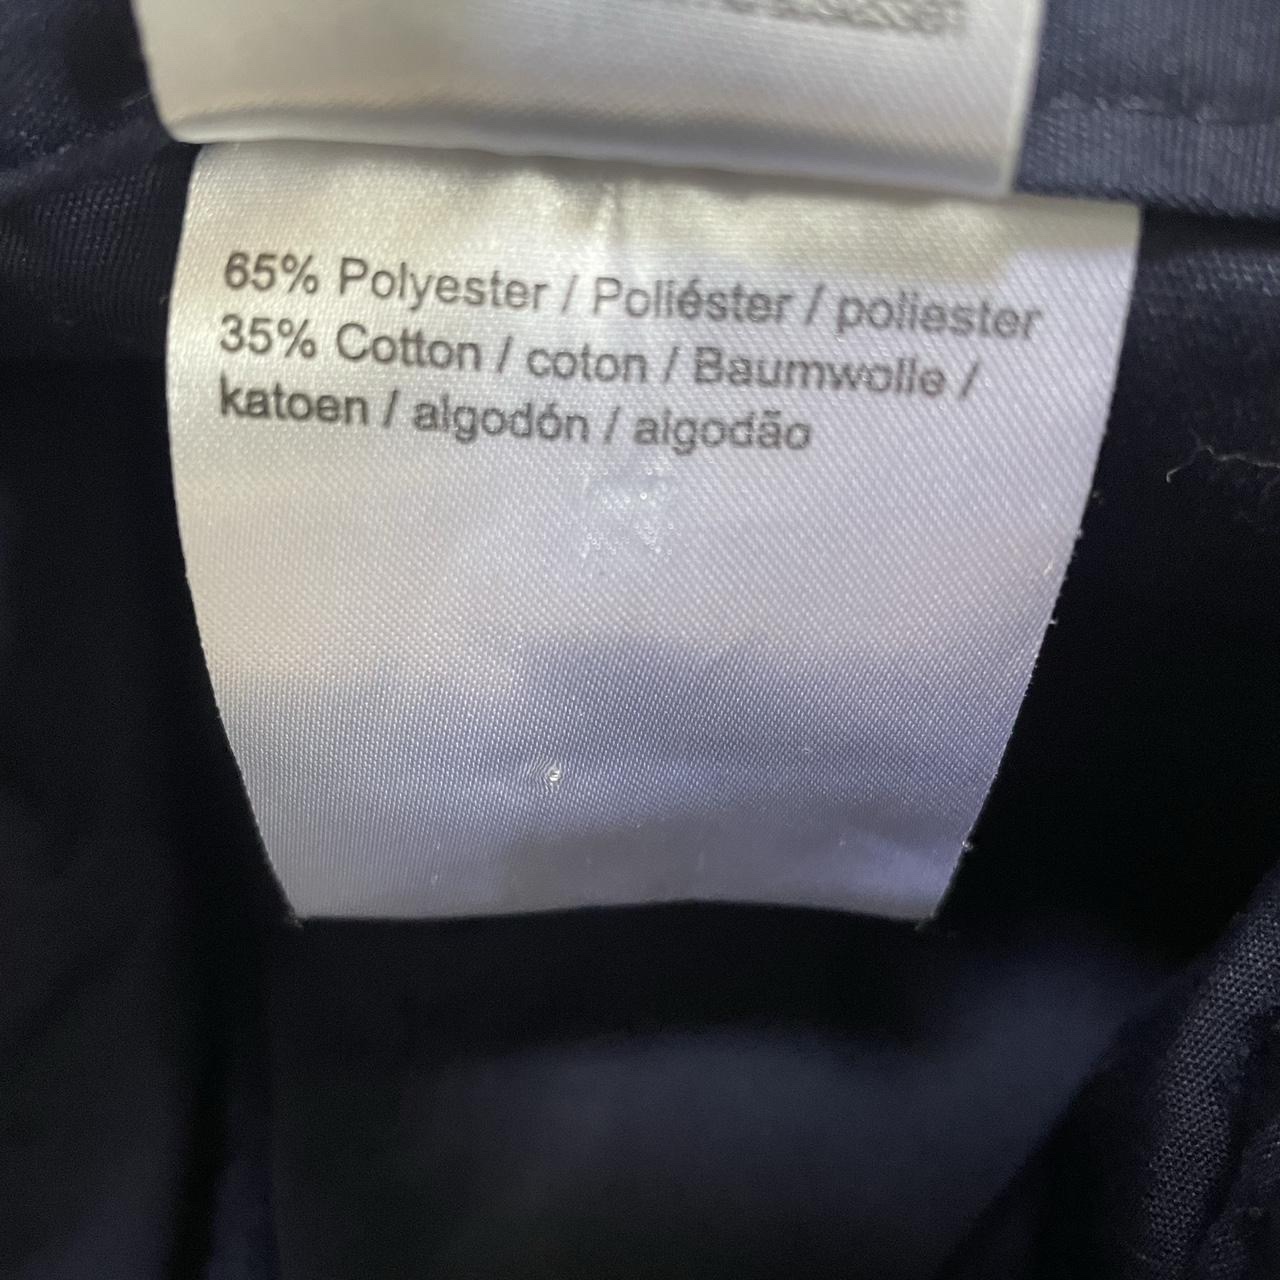 65% Polyester / Poliéster / poliester
35% Cotton / coton / Baumwolle /
katoen / algodón / algodão